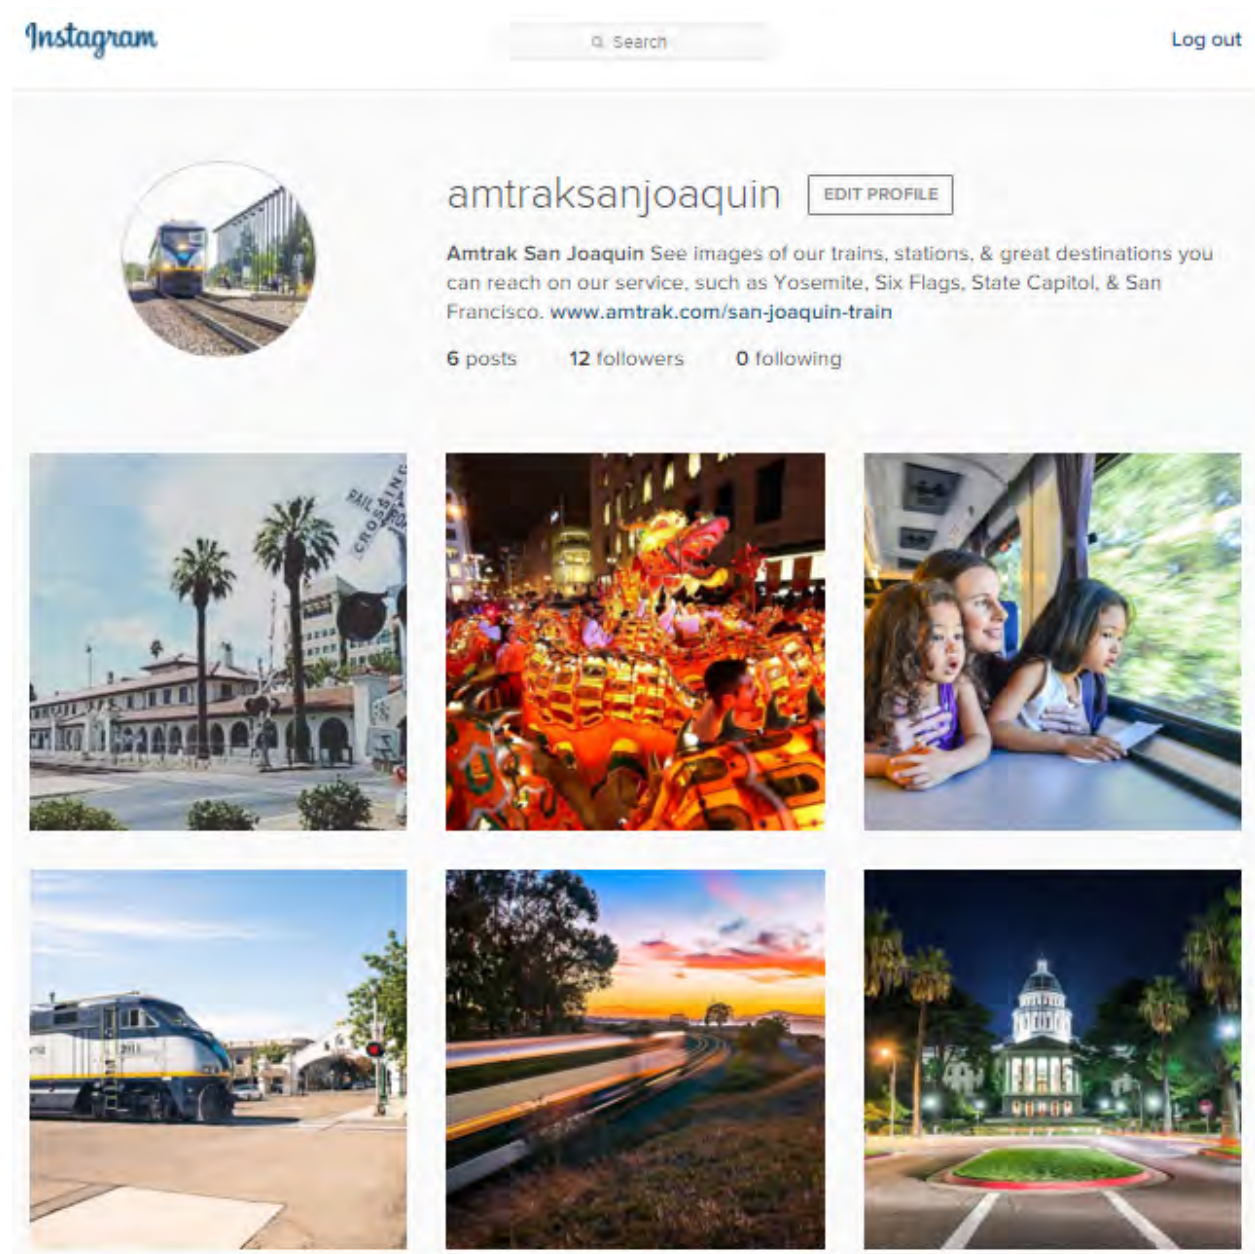 Instagram
Search
Log out
amtraksanjoaquin
EDIT PROFILE
Amtrak San Joaquin See images of our trains, stations, & great destinations you
can reach on our service, such as Yosemite, Six Flags, State Capitol, & San
Francisco. www.amtrak.com/san-joaquin-train
6 posts 12 followers 0 following
RAIL ROAD
CROSSING